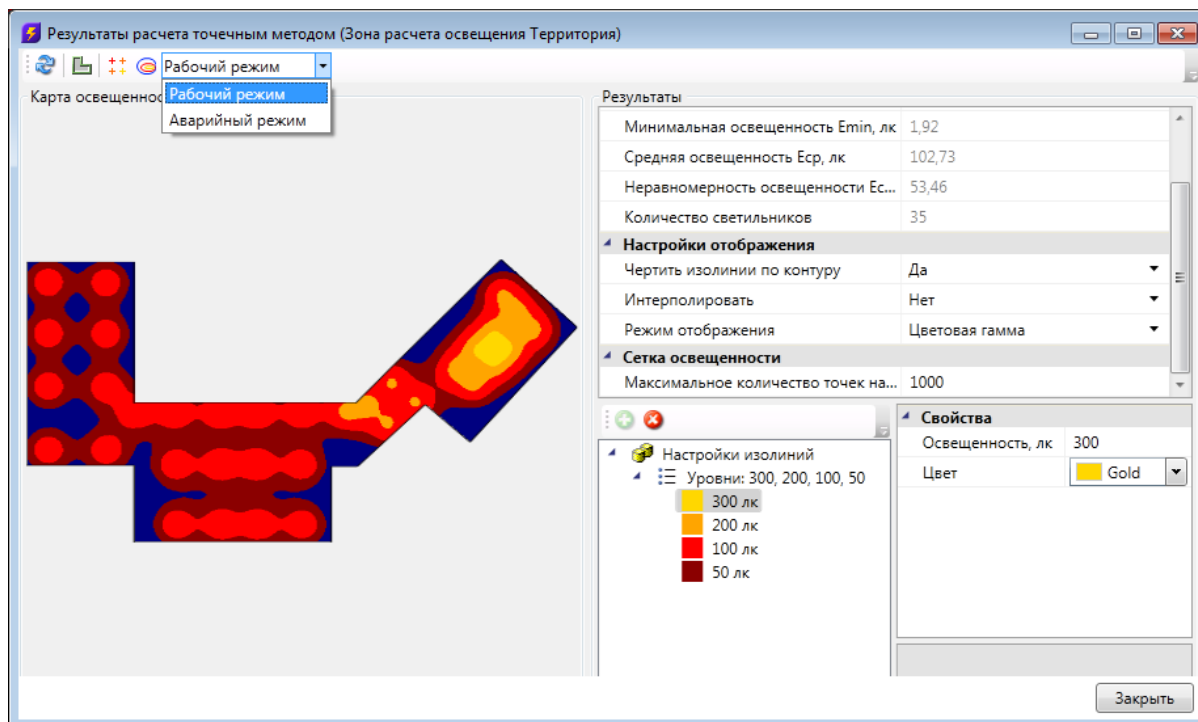 Результаты расчета точечным методом (Зона расчета освещения Территория)
Рабочий режим
Карта освещеннос
Рабочий режим
Аварийный режим
Результаты
Минимальная освещенность Emin, лк 1,92
Средняя освещенность Eср, лк 102,73
Неравномерность освещенности Ес... 53,46
Количество светильников 35
Настройки отображения
Чертить изолинии по контуру Да
Интерполировать Нет
Режим отображения Цветовая гамма
Сетка освещенности
Максимальное количество точек на... 1000
Настройки изолиний
Уровни: 300, 200, 100, 50
300 лк
200 лк
100 лк
50 лк
Свойства
Освещенность, лк 300
Цвет Gold
Закрыть